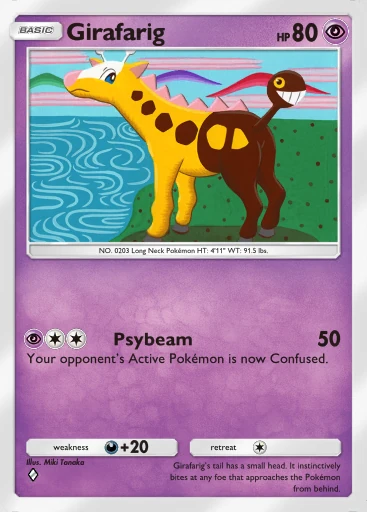 BASIC Girafarig HP 80
NO. 0203 Long Neck Pokémon HT: 4'11" WT: 91.5 lbs.
Psybeam 50
Your opponent's Active Pokémon is now Confused.
weakness +20 retreat
Illus. Miki Tanaka
Girafarig's tail has a small head. It instinctively
bites at any foe that approaches the Pokémon
from behind.